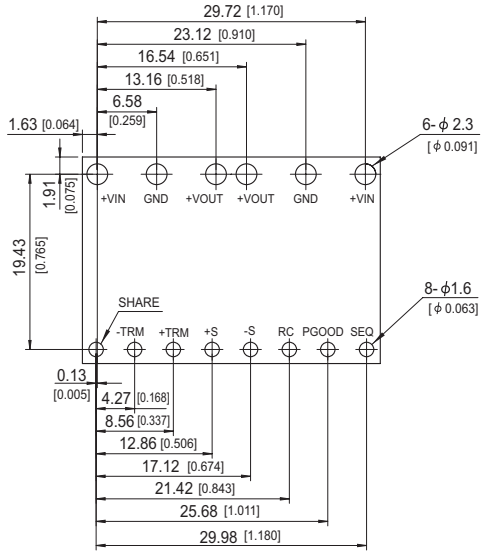 29.72 [1.170]
23.12 [0.910]
16.54 [0.651]
13.16 [0.518]
6.58
[0.259]
1.63 [0.064]
6-ϕ 2.3
[ϕ 0.091]
1.91
[0.075]
+VIN GND +VOUT +VOUT GND +VIN
19.43
[0.765]
8-ϕ1.6
[ϕ 0.063]
SHARE
-TRM +TRM +S -S RC PGOOD SEQ
0.13
[0.005]
4.27 [0.168]
8.56 [0.337]
12.86 [0.506]
17.12 [0.674]
21.42 [0.843]
25.68 [1.011]
29.98 [1.180]